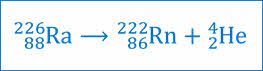 ²²⁶₈₈Ra ⟶ ²²²₈₆Rn + ⁴₂He